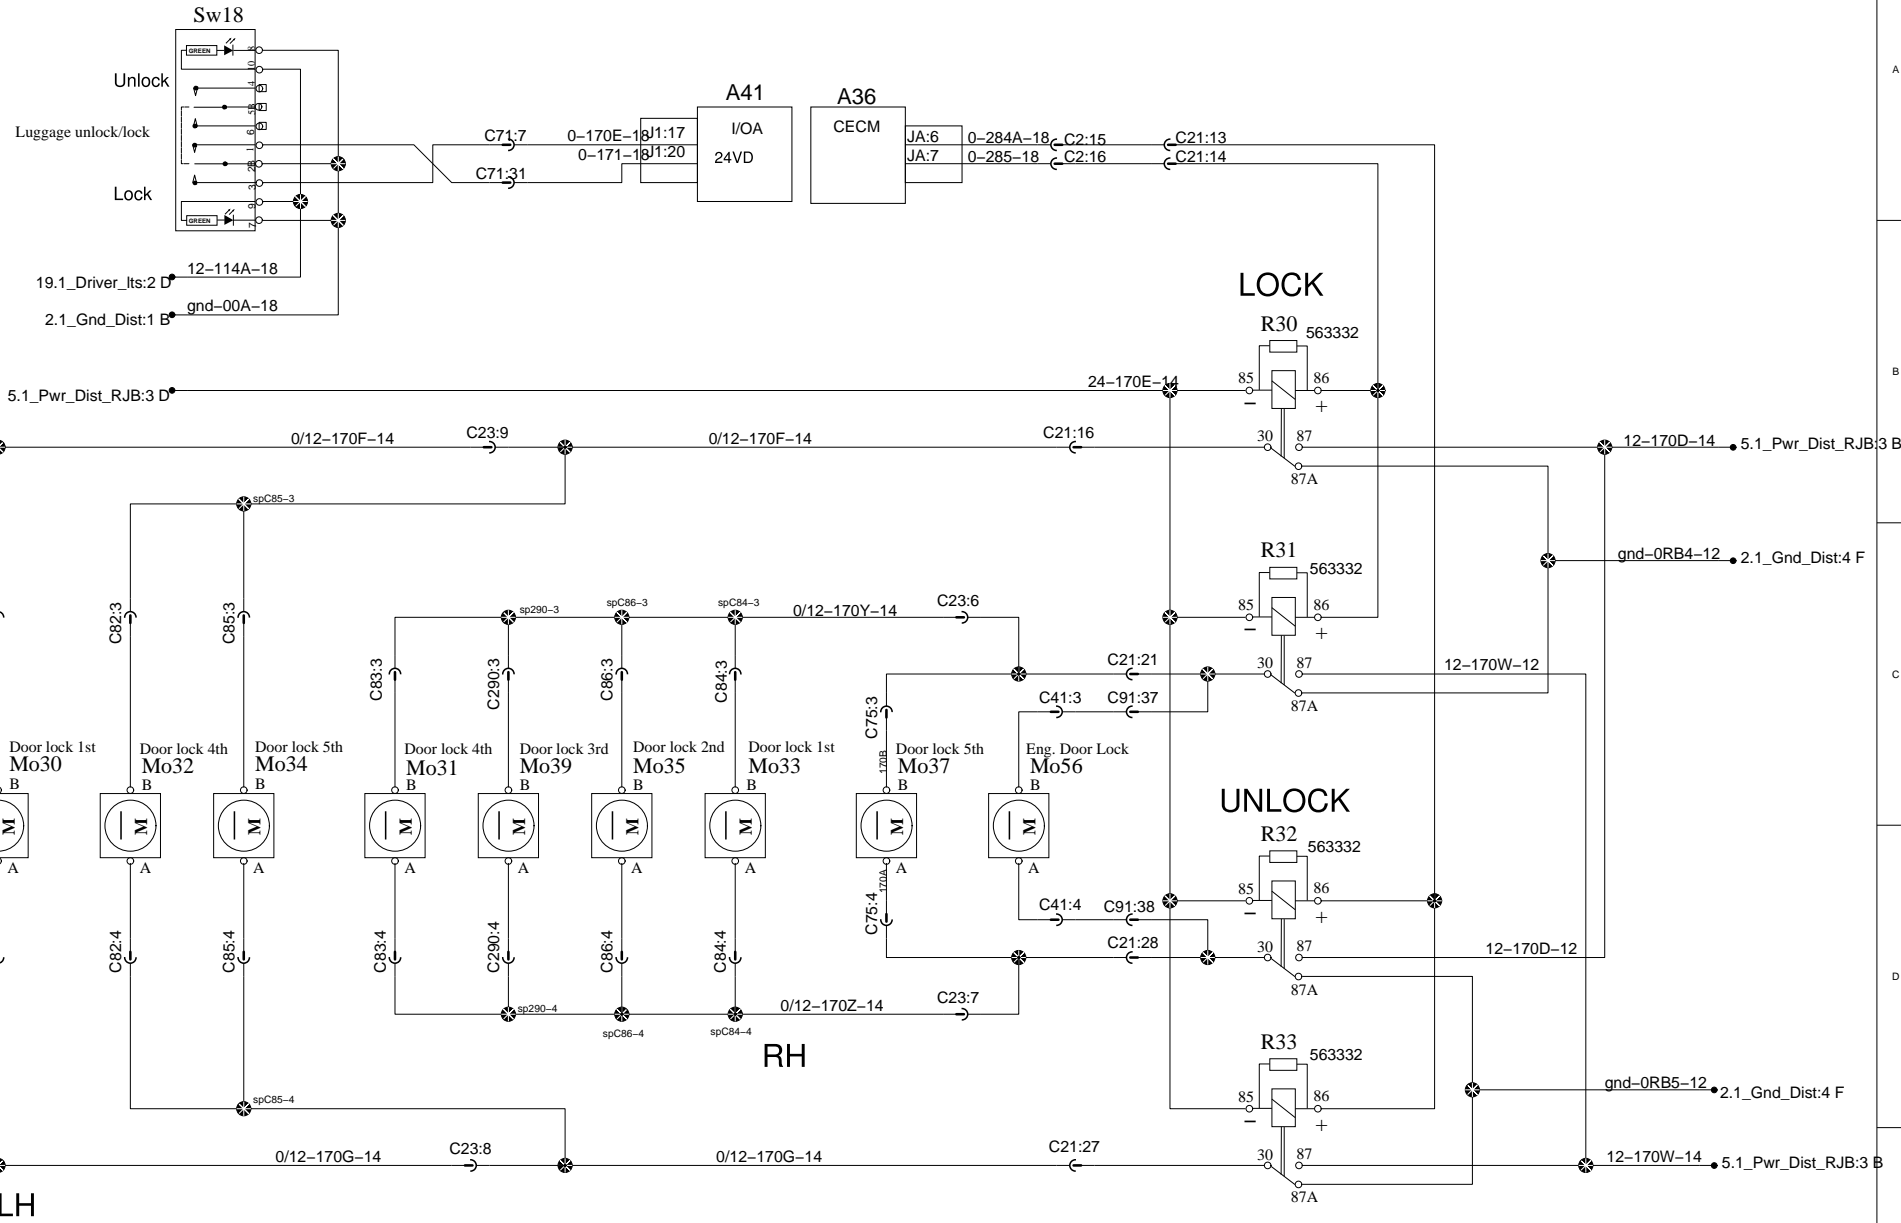 Sw18
GREEN
8
10
Unlock
4
5B
Luggage unlock/lock
6
1
2B
3
Lock
9
GREEN
7
A41
I/OA
24VD
J1:17
J1:20
C71:7
0-170E-18
0-171-18
C71:31
A36
CECM
JA:6
JA:7
0-284A-18
C2:15
C21:13
0-285-18
C2:16
C21:14
A
12-114A-18
19.1_Driver_lts:2 D
gnd-00A-18
2.1_Gnd_Dist:1 B
LOCK
R30
563332
5.1_Pwr_Dist_RJB:3 D
24-170E-14
85
86
−
+
B
0/12-170F-14
C23:9
0/12-170F-14
C21:16
30
87
87A
12-170D-14
5.1_Pwr_Dist_RJB:3 B
spC85-3
R31
563332
gnd-0RB4-12
2.1_Gnd_Dist:4 F
C82:3
C85:3
sp290-3
spC86-3
spC84-3
0/12-170Y-14
C23:6
85
86
−
+
C83:3
C290:3
C86:3
C84:3
C75:3
170B
C21:21
C41:3
C91:37
30
87
87A
12-170W-12
C
Door lock 1st
Mo30
B
M
A
Door lock 4th
Mo32
B
M
A
Door lock 5th
Mo34
B
M
A
Door lock 4th
Mo31
B
M
A
Door lock 3rd
Mo39
B
M
A
Door lock 2nd
Mo35
B
M
A
Door lock 1st
Mo33
B
M
A
Door lock 5th
Mo37
B
M
A
Eng. Door Lock
Mo56
B
M
A
UNLOCK
R32
563332
85
86
−
+
C82:4
C85:4
C83:4
C290:4
C86:4
C84:4
170A
C75:4
C41:4
C91:38
C21:28
30
87
87A
12-170D-12
D
sp290-4
spC86-4
spC84-4
0/12-170Z-14
C23:7
RH
R33
563332
85
86
−
+
gnd-0RB5-12
2.1_Gnd_Dist:4 F
spC85-4
0/12-170G-14
C23:8
0/12-170G-14
C21:27
30
87
87A
12-170W-14
5.1_Pwr_Dist_RJB:3 B
LH